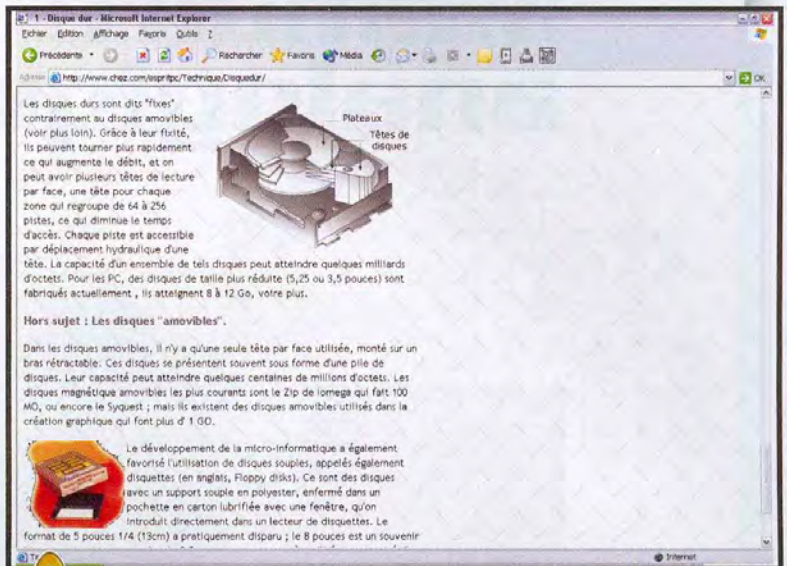 1 - Disque dur - Microsoft Internet Explorer
Fichier Edition Affichage Favoris Outils ?
Précédente Rechercher Favoris Média
Adresse http://www.chez.com/espritpc/Technique/Disquedur/ OK
Les disques durs sont dits "fixes"
contrairement au disques amovibles
(voir plus loin). Grâce à leur fixité,
ils peuvent tourner plus rapidement
ce qui augmente le débit, et on
peut avoir plusieurs têtes de lecture
par face, une tête pour chaque
zone qui regroupe de 64 à 256
pistes, ce qui diminue le temps
d'accès. Chaque piste est accessible
par déplacement hydraulique d'une
tête. La capacité d'un ensemble de tels disques peut atteindre quelques milliards
d'octets. Pour les PC, des disques de taille plus réduite (5,25 ou 3,5 pouces) sont
fabriqués actuellement , ils atteignent 8 à 12 Go, voire plus.
Plateaux
Têtes de
disques
Hors sujet : Les disques "amovibles".
Dans les disques amovibles, il n'y a qu'une seule tête par face utilisée, monté sur un
bras rétractable. Ces disques se présentent souvent sous forme d'une pile de
disques. Leur capacité peut atteindre quelques centaines de millions d'octets. Les
disques magnétique amovibles les plus courants sont le Zip de Iomega qui fait 100
MO, ou encore le Syquest ; mais ils existent des disques amovibles utilisés dans la
création graphique qui font plus d' 1 GO.
Le développement de la micro-informatique a également
favorisé l'utilisation de disques souples, appelés également
disquettes (en anglais, Floppy disks). Ce sont des disques
avec un support souple en polyester, enfermé dans un
pochette en carton lubrifiée avec une fenêtre, qu'on
introduit directement dans un lecteur de disquettes. Le
format de 5 pouces 1/4 (13cm) a pratiquement disparu ; le 8 pouces est un souvenir
Internet